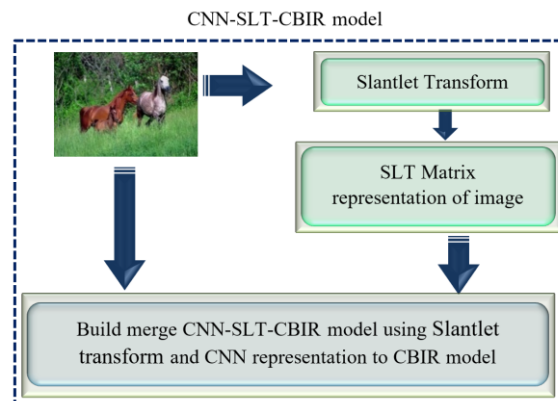 CNN-SLT-CBIR model
Slantlet Transform
SLT Matrix
representation of image
Build merge CNN-SLT-CBIR model using Slantlet
transform and CNN representation to CBIR model